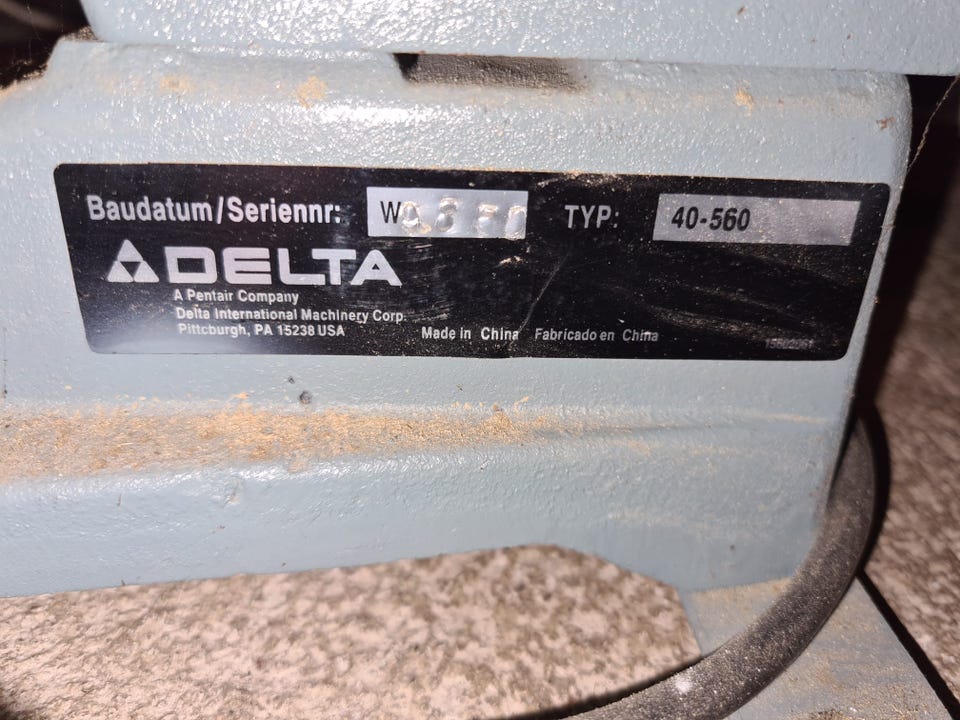 Baudatum/Seriennr: W
TYP: 40-560
DELTA
A Pentair Company
Delta International Machinery Corp.
Pittcburgh, PA 15238 USA
Made in China Fabricado en China